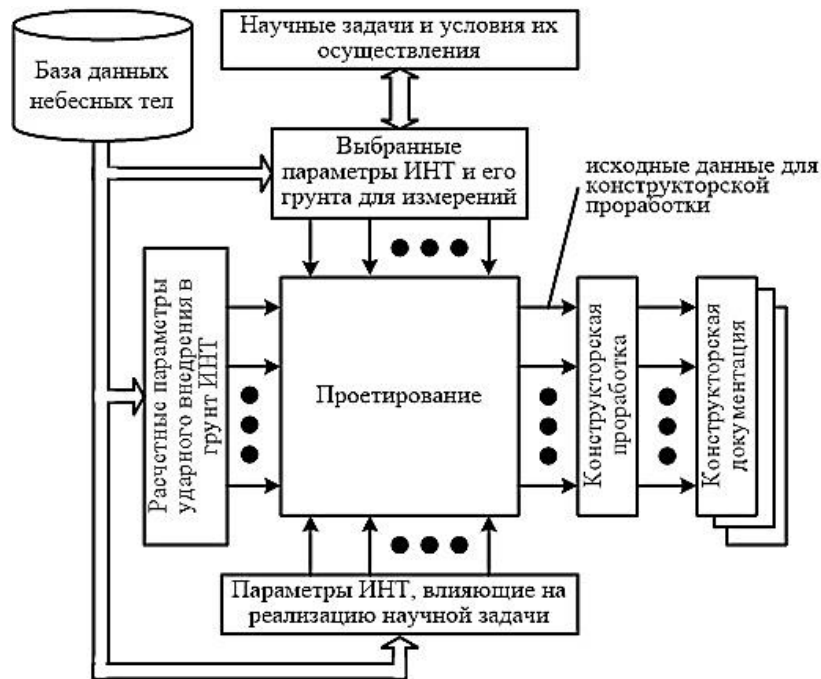 Научные задачи и условия их
осуществления
База данных
небесных тел
Выбранные
параметры ИНТ и его
грунта для измерений
исходные данные для
конструкторской
проработки
Расчетные параметры
ударного внедрения в
грунт ИНТ
Проетирование
Конструкторская
проработка
Конструкторская
документация
Параметры ИНТ, влияющие на
реализацию научной задачи